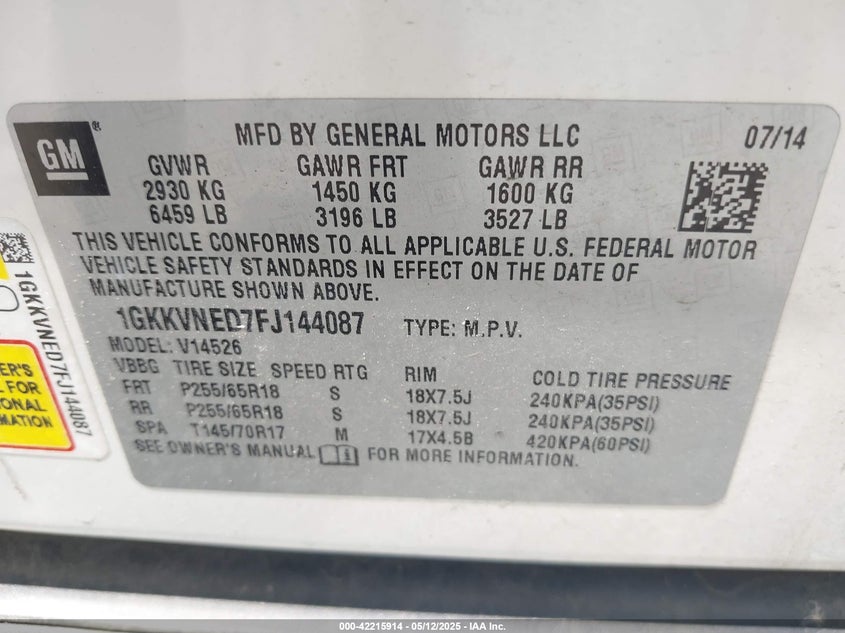 GM
MFD BY GENERAL MOTORS LLC 07/14
GVWR GAWR FRT GAWR RR
2930 KG 1450 KG 1600 KG
6459 LB 3196 LB 3527 LB
THIS VEHICLE CONFORMS TO ALL APPLICABLE U.S. FEDERAL MOTOR
VEHICLE SAFETY STANDARDS IN EFFECT ON THE DATE OF
MANUFACTURE SHOWN ABOVE.
1GKKVNED7FJ144087 TYPE: M.P.V.
MODEL: V14526
VBBG TIRE SIZE SPEED RTG RIM COLD TIRE PRESSURE
FRT P255/65R18 S 18X7.5J 240KPA(35PSI)
RR P255/65R18 S 18X7.5J 240KPA(35PSI)
SPA T145/70R17 M 17X4.5B 420KPA(60PSI)
SEE OWNER'S MANUAL FOR MORE INFORMATION.
1GKKVNED7FJ144087
ER'S
L FOR
IONAL
MATION
000-42215914 - 05/12/2025 - IAA Inc.